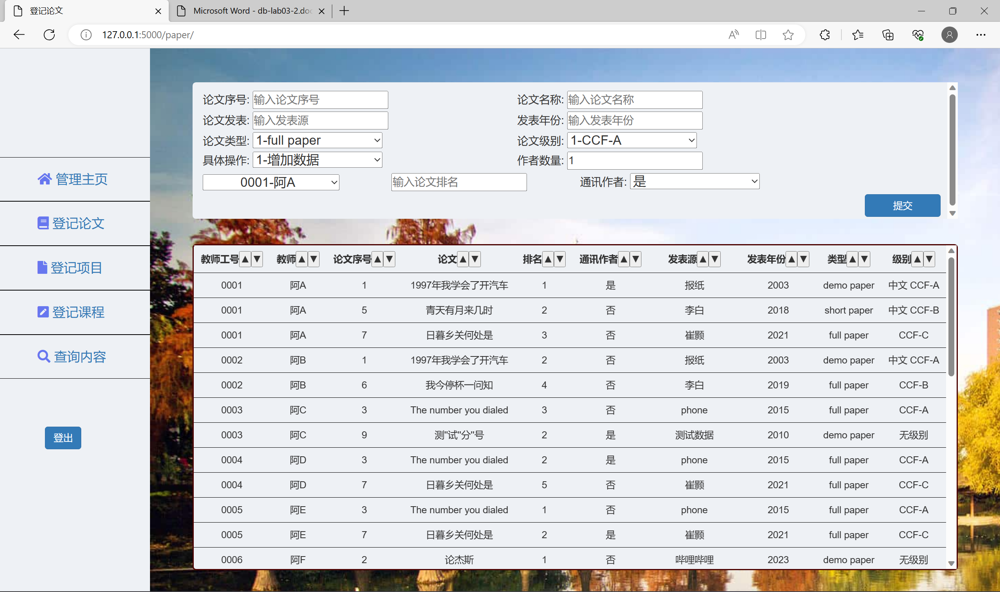 登记论文
Microsoft Word - db-lab03-2.doc
127.0.0.1:5000/paper/
管理主页
登记论文
登记项目
登记课程
查询内容
登出
论文序号: 输入论文序号 论文名称: 输入论文名称
论文发表: 输入发表源 发表年份: 输入发表年份
论文类型: 1-full paper 论文级别: 1-CCF-A
具体操作: 1-增加数据 作者数量: 1
0001-阿A 输入论文排名 通讯作者: 是
提交
教师工号▲▼ 教师▲▼ 论文序号▲▼ 论文▲▼ 排名▲▼ 通讯作者▲▼ 发表源▲▼ 发表年份▲▼ 类型▲▼ 级别▲▼
0001 阿A 1 1997年我学会了开汽车 1 是 报纸 2003 demo paper 中文 CCF-A
0001 阿A 5 青天有月来几时 2 否 李白 2018 short paper 中文 CCF-B
0001 阿A 7 日暮乡关何处是 3 否 崔颢 2021 full paper CCF-C
0002 阿B 1 1997年我学会了开汽车 2 否 报纸 2003 demo paper 中文 CCF-A
0002 阿B 6 我今停杯一问知 4 否 李白 2019 full paper CCF-B
0003 阿C 3 The number you dialed 3 否 phone 2015 full paper CCF-A
0003 阿C 9 测"试"分"号 2 是 测试数据 2010 demo paper 无级别
0004 阿D 3 The number you dialed 2 是 phone 2015 full paper CCF-A
0004 阿D 7 日暮乡关何处是 5 否 崔颢 2021 full paper CCF-C
0005 阿E 3 The number you dialed 1 否 phone 2015 full paper CCF-A
0005 阿E 7 日暮乡关何处是 2 是 崔颢 2021 full paper CCF-C
0006 阿F 2 论杰斯 1 否 哔哩哔哩 2023 demo paper 无级别